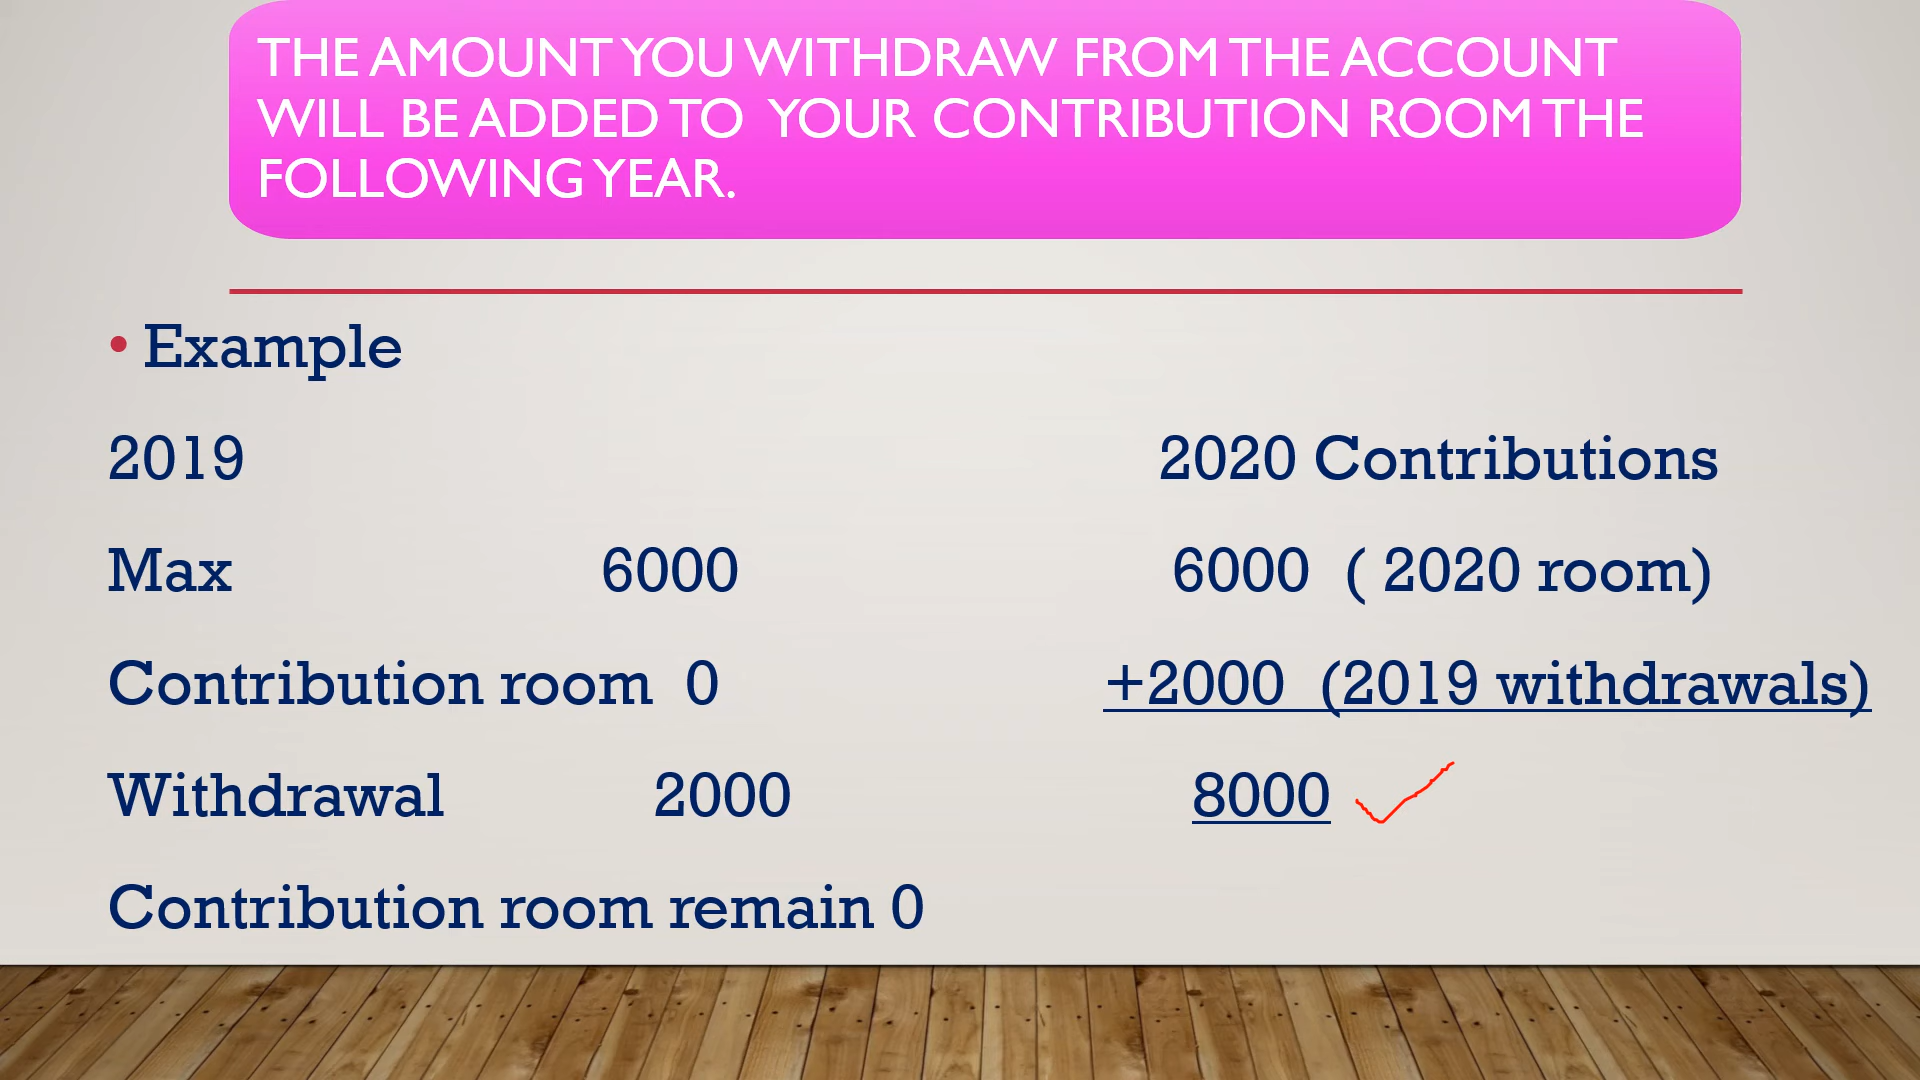 THE AMOUNT YOU WITHDRAW FROM THE ACCOUNT
WILL BE ADDED TO YOUR CONTRIBUTION ROOM THE
FOLLOWING YEAR.
• Example
2019 2020 Contributions
Max 6000 6000 ( 2020 room)
Contribution room 0 +2000 (2019 withdrawals)
Withdrawal 2000 8000
Contribution room remain 0